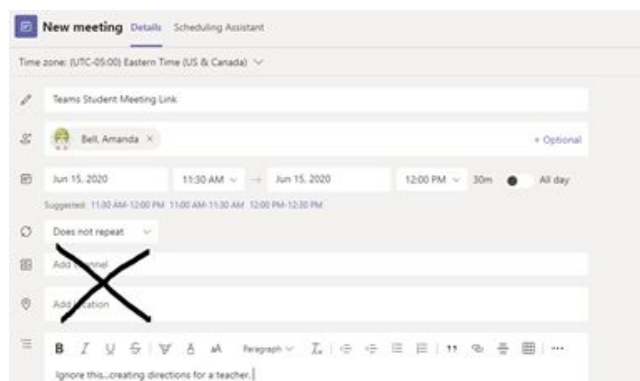 New meeting Details Scheduling Assistant
Time zone: (UTC-05:00) Eastern Time (US & Canada)
Teams Student Meeting Link
Bell, Amanda × + Optional
Jun 15, 2020 11:30 AM → Jun 15, 2020 12:00 PM 30m All day
Suggested: 11:30 AM-12:00 PM 11:00 AM-11:30 AM 12:00 PM-12:30 PM
Does not repeat
Add channel
Add location
B I U S A AA Paragraph
Ignore this...creating directions for a teacher.